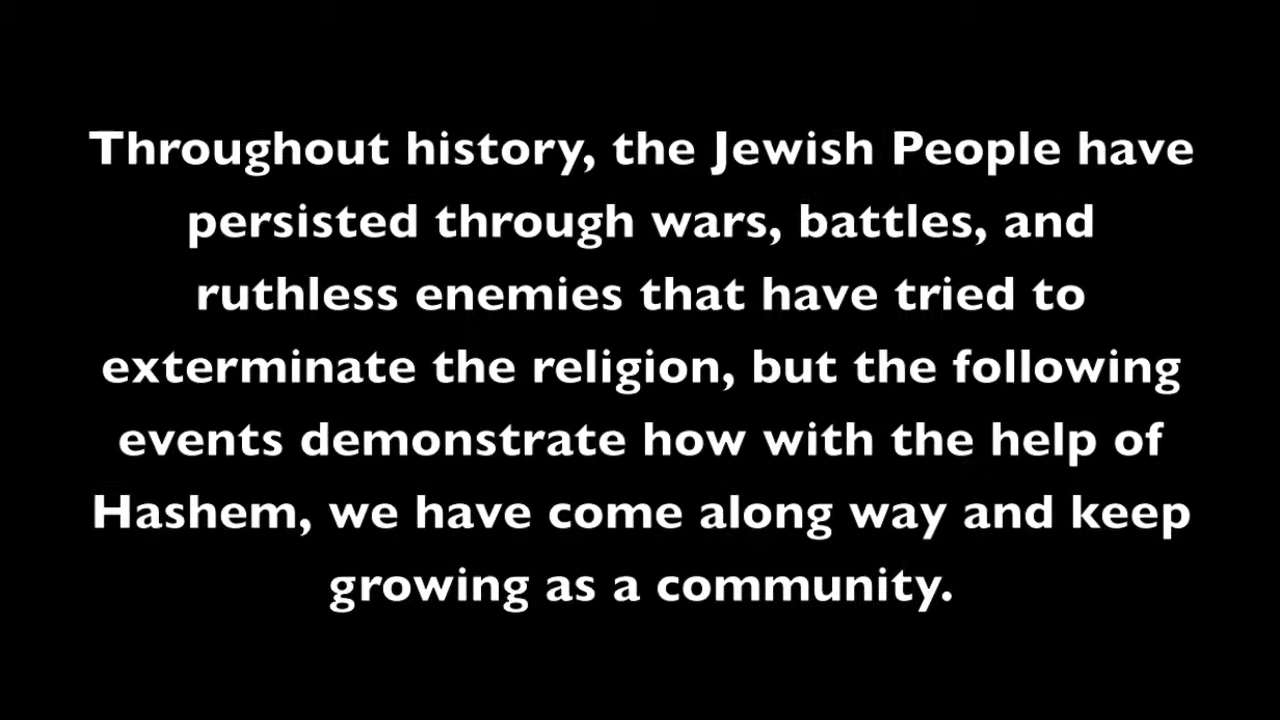 Throughout history, the Jewish People have
persisted through wars, battles, and
ruthless enemies that have tried to
exterminate the religion, but the following
events demonstrate how with the help of
Hashem, we have come along way and keep
growing as a community.